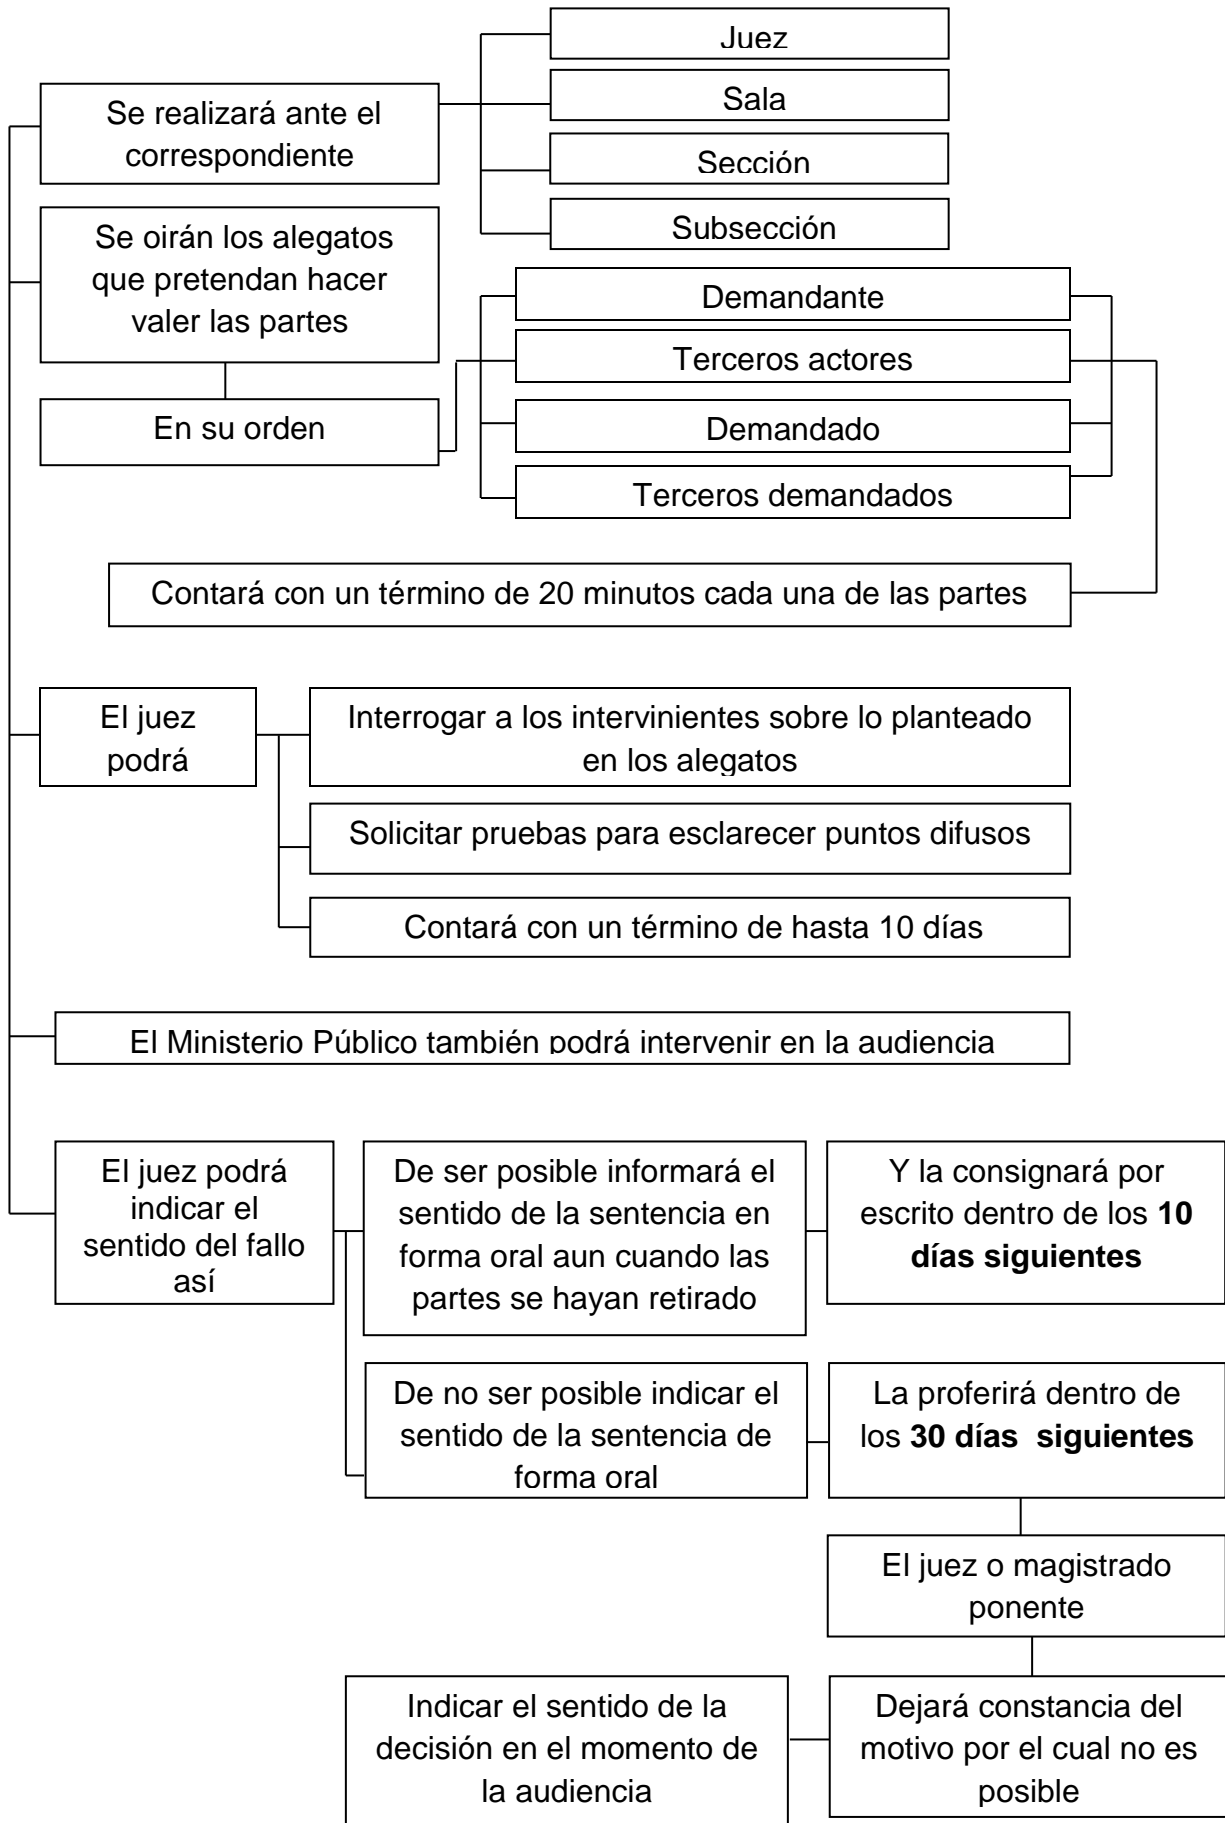 Se realizará ante el
correspondiente
Juez
Sala
Sección
Subsección
Se oirán los alegatos
que pretendan hacer
valer las partes
En su orden
Demandante
Terceros actores
Demandado
Terceros demandados
Contará con un término de 20 minutos cada una de las partes
El juez
podrá
Interrogar a los intervinientes sobre lo planteado
en los alegatos
Solicitar pruebas para esclarecer puntos difusos
Contará con un término de hasta 10 días
El Ministerio Público también podrá intervenir en la audiencia
El juez podrá
indicar el
sentido del fallo
así
De ser posible informará el
sentido de la sentencia en
forma oral aun cuando las
partes se hayan retirado
Y la consignará por
escrito dentro de los 10
días siguientes
De no ser posible indicar el
sentido de la sentencia de
forma oral
La proferirá dentro de
los 30 días  siguientes
El juez o magistrado
ponente
Dejará constancia del
motivo por el cual no es
posible
Indicar el sentido de la
decisión en el momento de
la audiencia